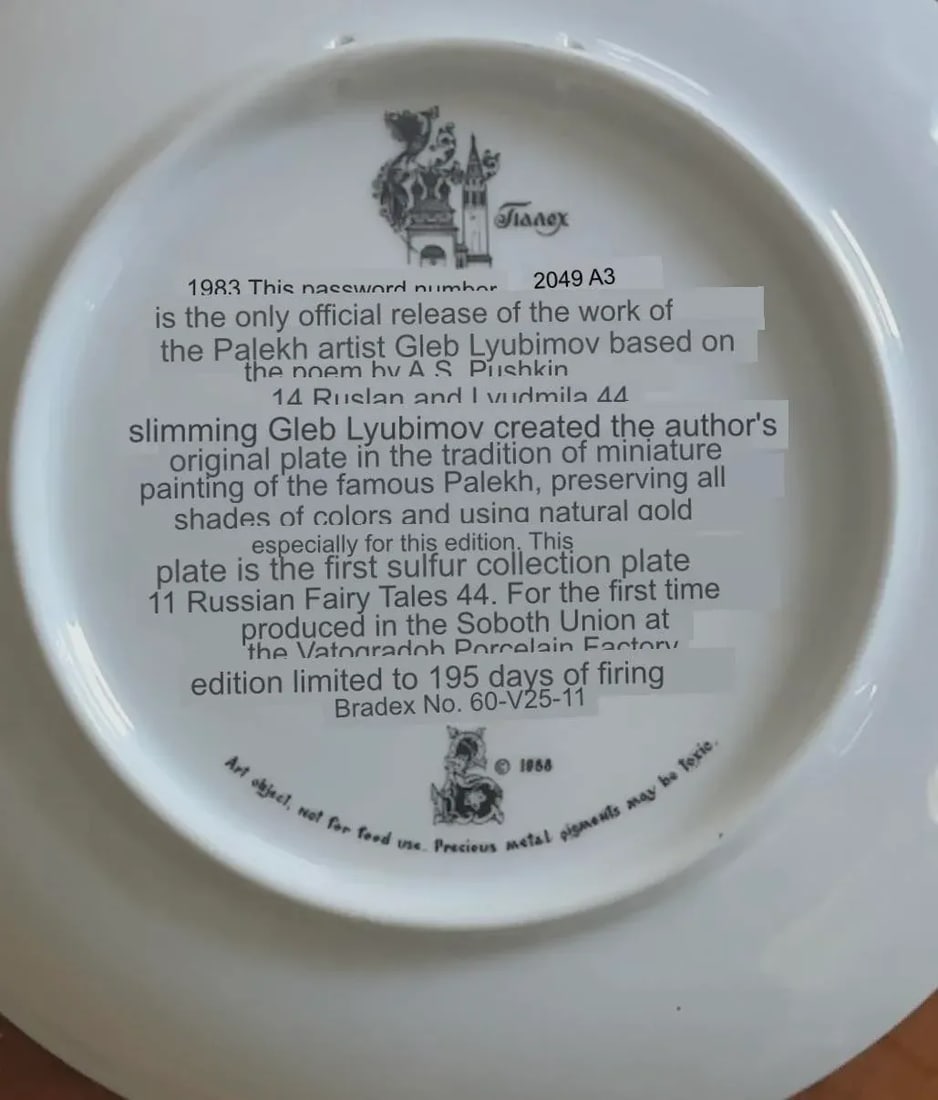 Палех
1983 This password number 2049 A3
is the only official release of the work of
the Palekh artist Gleb Lyubimov based on
the poem by A.S. Pushkin
14 Ruslan and Lyudmila 44
slimming Gleb Lyubimov created the author's
original plate in the tradition of miniature
painting of the famous Palekh, preserving all
shades of colors and using natural gold
especially for this edition. This
plate is the first sulfur collection plate
11 Russian Fairy Tales 44. For the first time
produced in the Soboth Union at
the Vatogradoh Porcelain Factory
edition limited to 195 days of firing
Bradex No. 60-V25-11
© 1988
Art object, not for food use. Precious metal pigments may be toxic.